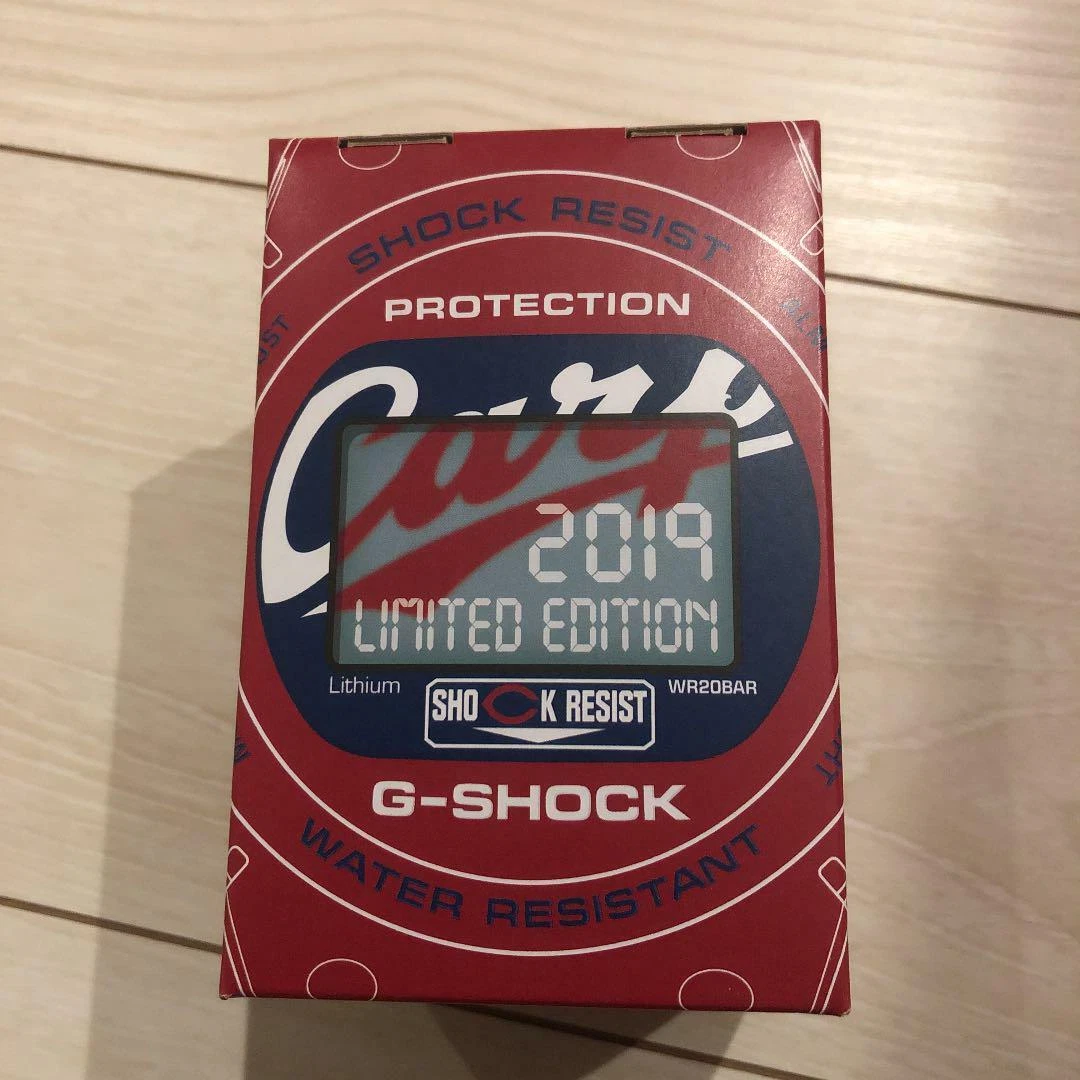 SHOCK RESIST
PROTECTION
Carp
2019
LIMITED EDITION
Lithium
SHOCK RESIST
WR20BAR
G-SHOCK
WATER RESISTANT